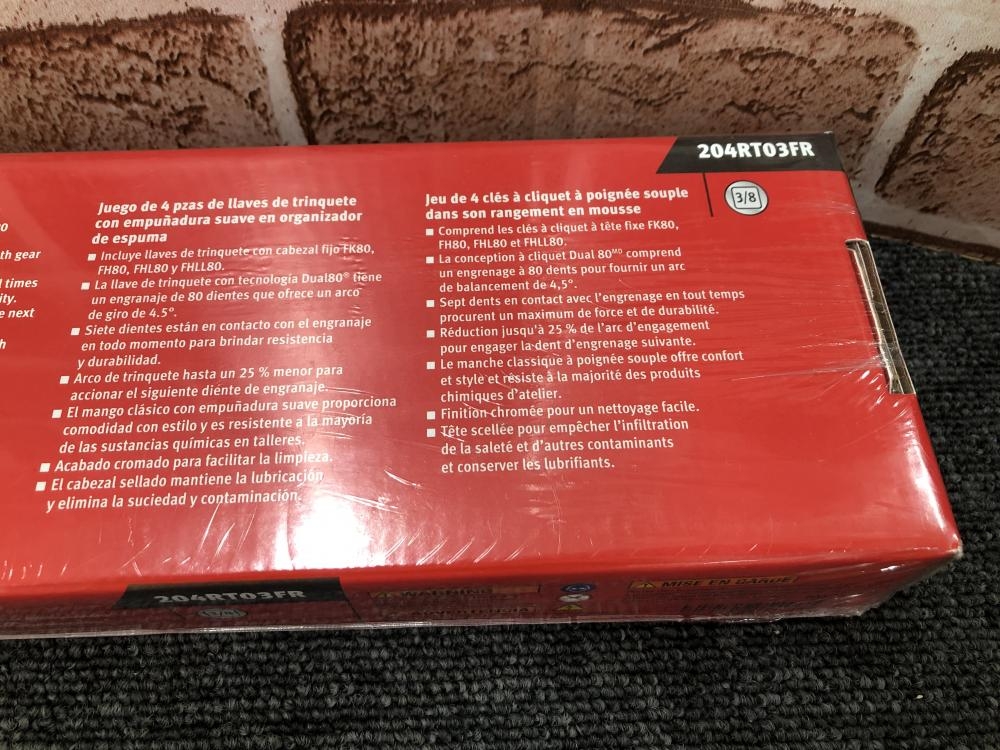 204RT03FR
3/8
th gear
l times
ity.
e next
h
Juego de 4 pzas de llaves de trinquete
con empuñadura suave en organizador
de espuma
■ Incluye llaves de trinquete con cabezal fijo FK80,
FH80, FHL80 y FHLL80.
■ La llave de trinquete con tecnología Dual80® tiene
un engranaje de 80 dientes que ofrece un arco
de giro de 4.5°.
■ Siete dientes están en contacto con el engranaje
en todo momento para brindar resistencia
y durabilidad.
■ Arco de trinquete hasta un 25 % menor para
accionar el siguiente diente de engranaje.
■ El mango clásico con empuñadura suave proporciona
comodidad con estilo y es resistente a la mayoría
de las sustancias químicas en talleres.
■ Acabado cromado para facilitar la limpieza.
■ El cabezal sellado mantiene la lubricación
y elimina la suciedad y contaminación.
Jeu de 4 clés à cliquet à poignée souple
dans son rangement en mousse
■ Comprend les clés à cliquet à tête fixe FK80,
FH80, FHL80 et FHLL80.
■ La conception à cliquet Dual 80ᴹᴰ comprend
un engrenage à 80 dents pour fournir un arc
de balancement de 4,5°.
■ Sept dents en contact avec l'engrenage en tout temps
procurent un maximum de force et de durabilité.
■ Réduction jusqu'à 25 % de l'arc d'engagement
pour engager la dent d'engrenage suivante.
■ Le manche classique à poignée souple offre confort
et style et résiste à la majorité des produits
chimiques d'atelier.
■ Finition chromée pour un nettoyage facile.
■ Tête scellée pour empêcher l'infiltration
de la saleté et d'autres contaminants
et conserver les lubrifiants.
204RT03FR
3/8
WARNING
MISE EN GARDE